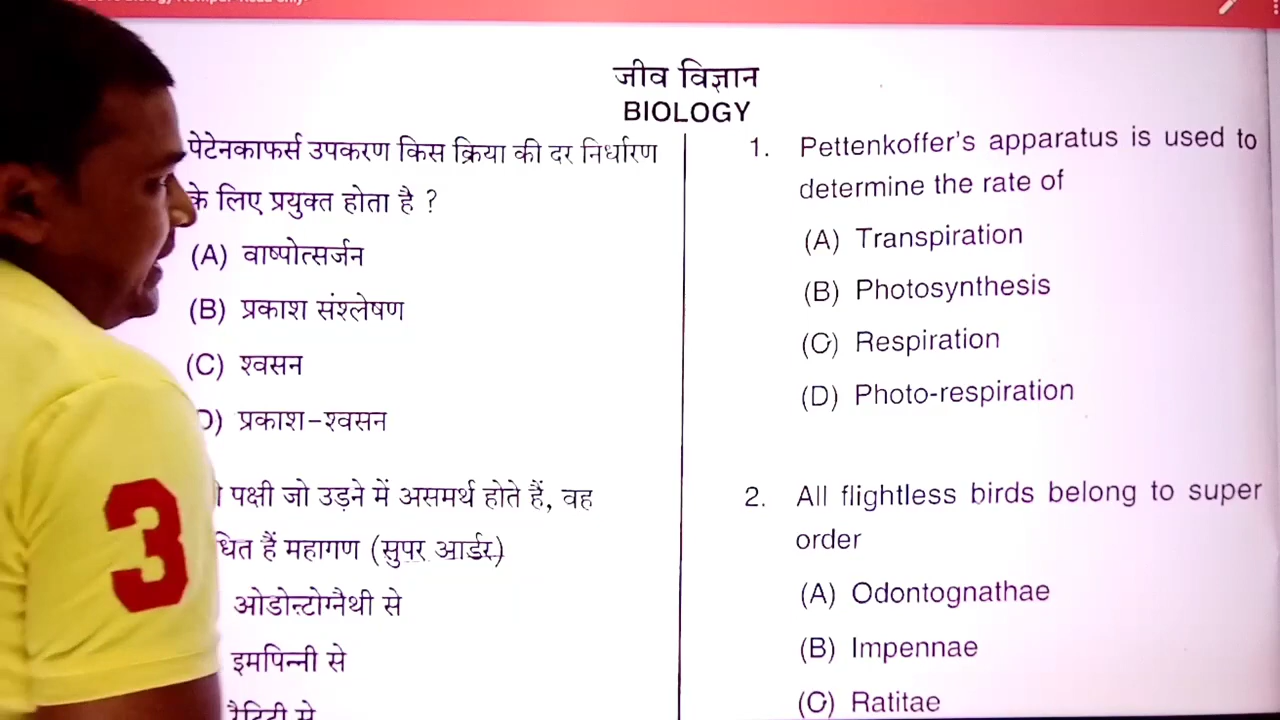 जीव विज्ञान
BIOLOGY
पेटेनकाफर्स उपकरण किस क्रिया की दर निर्धारण
के लिए प्रयुक्त होता है ?
(A) वाष्पोत्सर्जन
(B) प्रकाश संश्लेषण
(C) श्वसन
D) प्रकाश-श्वसन
पक्षी जो उड़ने में असमर्थ होते हैं, वह
हैं महागण (सुपर आर्डर)
ओडोन्टोग्नैथी से
इमपिन्नी से
रैटिटी से
1. Pettenkoffer's apparatus is used to
determine the rate of
(A) Transpiration
(B) Photosynthesis
(C) Respiration
(D) Photo-respiration
2. All flightless birds belong to super
order
(A) Odontognathae
(B) Impennae
(C) Ratitae
3